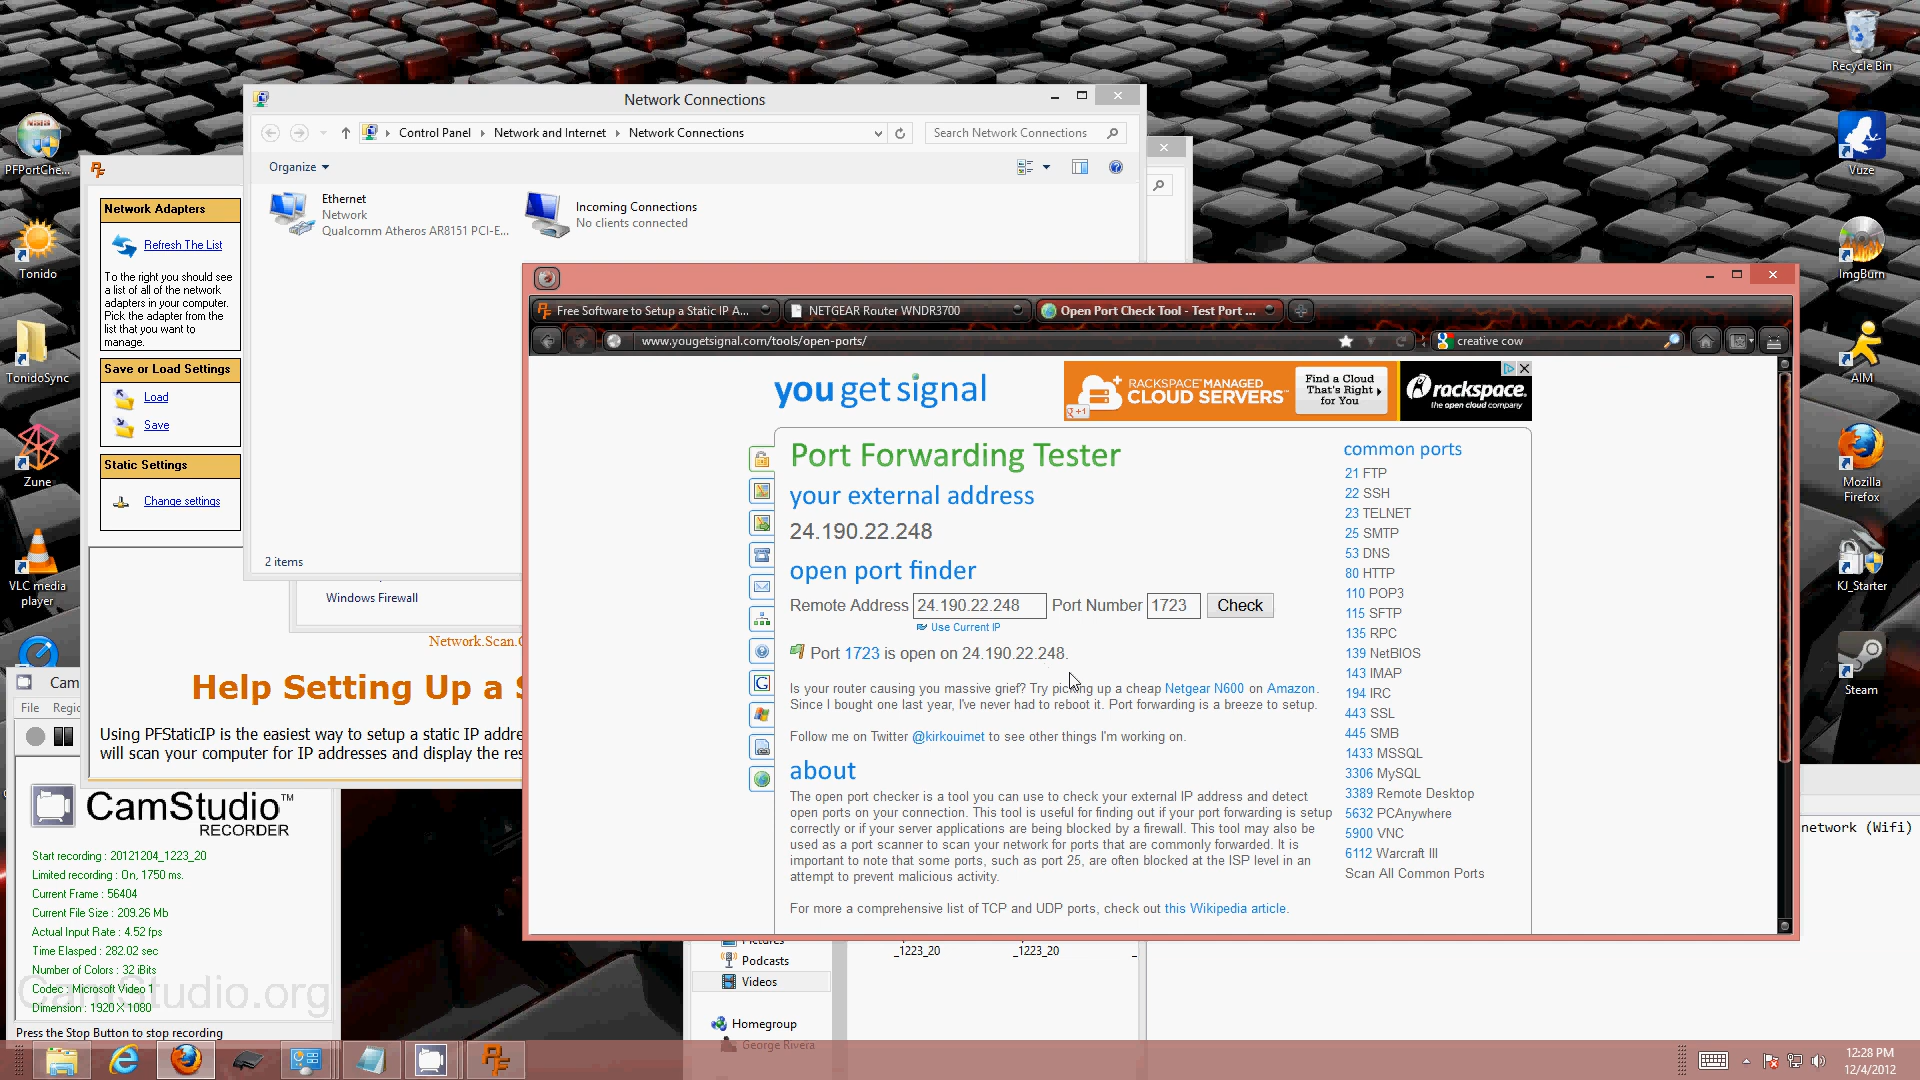 Recycle Bin
PFPortChe...
Tonido
TonidoSync
Zune
VLC media
player
Vuze
ImgBurn
AIM
Mozilla
Firefox
KJ_Starter
Steam
Network Connections
Control Panel
Network and Internet
Network Connections
Search Network Connections
Organize
Ethernet
Network
Qualcomm Atheros AR8151 PCI-E...
Incoming Connections
No clients connected
2 items
Windows Firewall
Network Adapters
Refresh The List
To the right you should see
a list of all of the network
adapters in your computer.
Pick the adapter from the
list that you want to
manage.
Save or Load Settings
Load
Save
Static Settings
Change settings
Network.Scan.
Help Setting Up a S
Using PFStaticIP is the easiest way to setup a static IP addre
will scan your computer for IP addresses and display the res
Free Software to Setup a Static IP A...
NETGEAR Router WNDR3700
Open Port Check Tool - Test Port ...
www.yougetsignal.com/tools/open-ports/
creative cow
you get signal
RACKSPACE MANAGED
CLOUD SERVERS
Find a Cloud
That's Right
for You
rackspace.
the open cloud company
+1
Port Forwarding Tester
your external address
24.190.22.248
open port finder
Remote Address 24.190.22.248 Port Number 1723 Check
Use Current IP
Port 1723 is open on 24.190.22.248.
Is your router causing you massive grief? Try picking up a cheap Netgear N600 on Amazon.
Since I bought one last year, I've never had to reboot it. Port forwarding is a breeze to setup.
Follow me on Twitter @kirkouimet to see other things I'm working on.
about
The open port checker is a tool you can use to check your external IP address and detect
open ports on your connection. This tool is useful for finding out if your port forwarding is setup
correctly or if your server applications are being blocked by a firewall. This tool may also be
used as a port scanner to scan your network for ports that are commonly forwarded. It is
important to note that some ports, such as port 25, are often blocked at the ISP level in an
attempt to prevent malicious activity.
For more a comprehensive list of TCP and UDP ports, check out this Wikipedia article.
common ports
21 FTP
22 SSH
23 TELNET
25 SMTP
53 DNS
80 HTTP
110 POP3
115 SFTP
135 RPC
139 NetBIOS
143 IMAP
194 IRC
443 SSL
445 SMB
1433 MSSQL
3306 MySQL
3389 Remote Desktop
5632 PCAnywhere
5900 VNC
6112 Warcraft III
Scan All Common Ports
network (Wifi)
Cam
File Regio
CamStudio™
RECORDER
Start recording : 20121204_1223_20
Limited recording : On, 1750 ms.
Current Frame : 56404
Current File Size : 209.26 Mb
Actual Input Rate : 4.52 fps
Time Elasped : 282.02 sec
Number of Colors : 32 iBits
Codec : Microsoft Video 1
Dimension : 1920 X 1080
CamStudio.org
Press the Stop Button to stop recording
Pictures
Podcasts
Videos
Homegroup
George Rivera
_1223_20
_1223_20
12:28 PM
12/4/2012